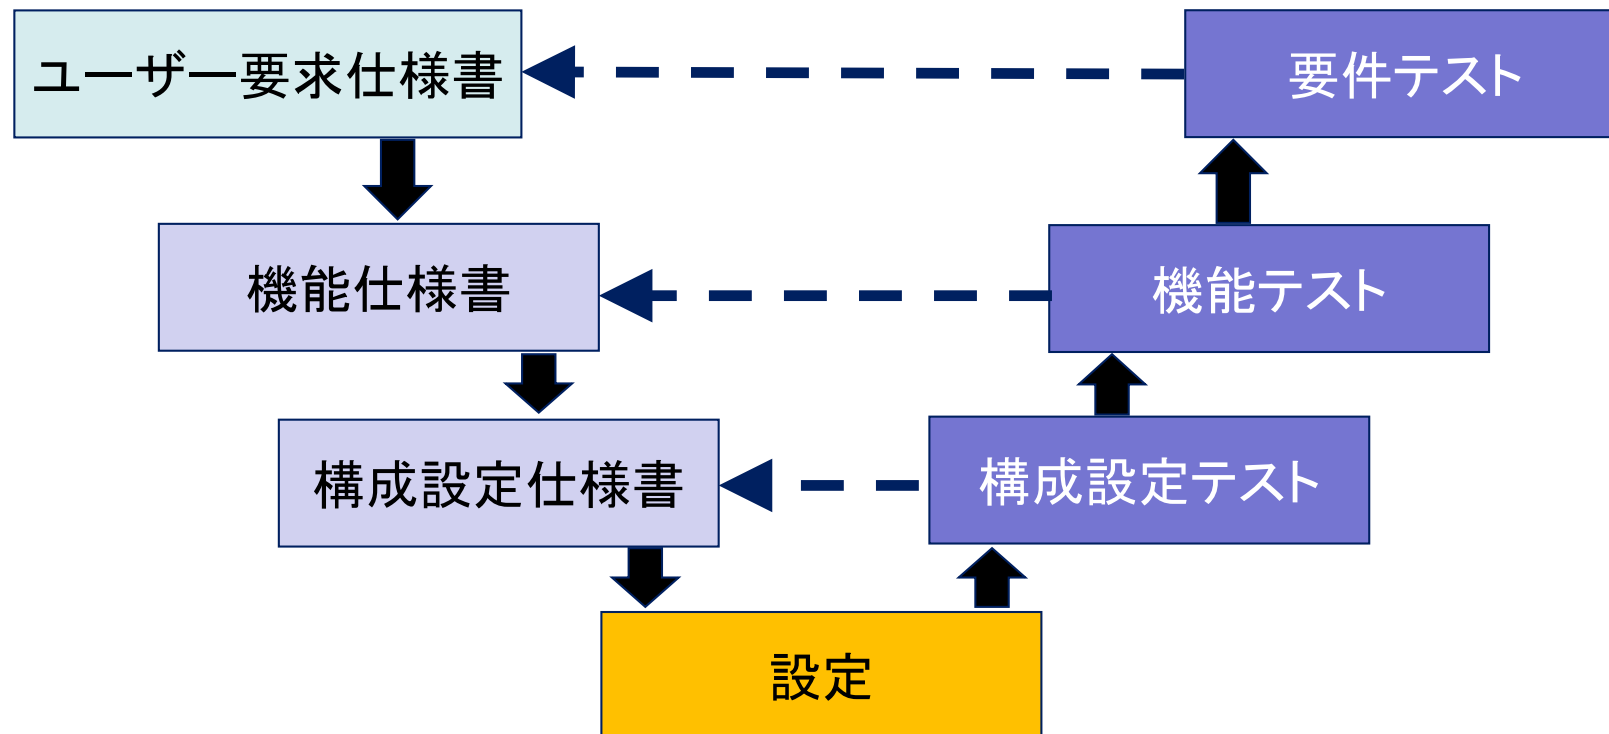 ユーザー要求仕様書
要件テスト
機能仕様書
機能テスト
構成設定仕様書
構成設定テスト
設定